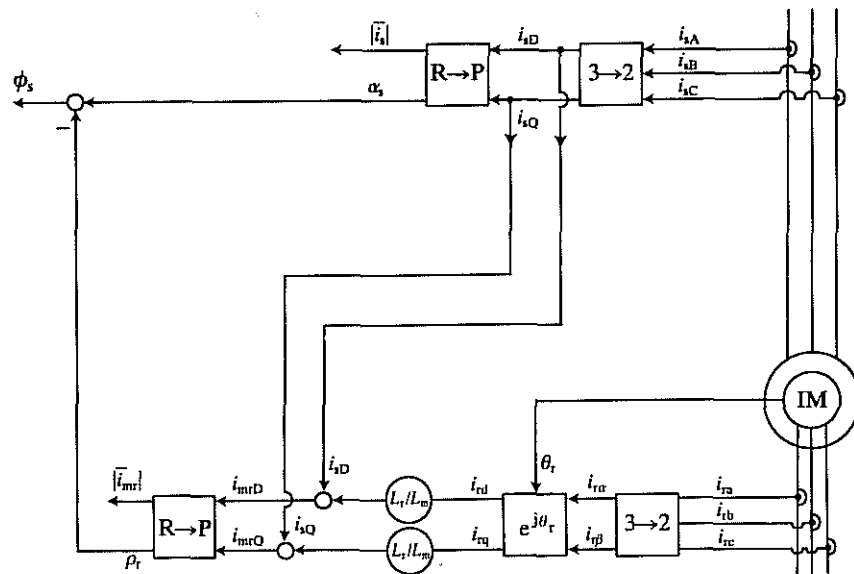 |i̅s|
isD
isA
ϕs
R→P
3→2
isB
αs
isC
isQ
−
IM
θr
isD
|i̅mr|
imrD
Lr/Lm
ird
irα
ira
R→P
isQ
e^jθr
3→2
irb
imrQ
Lr/Lm
irq
irβ
irc
ρr